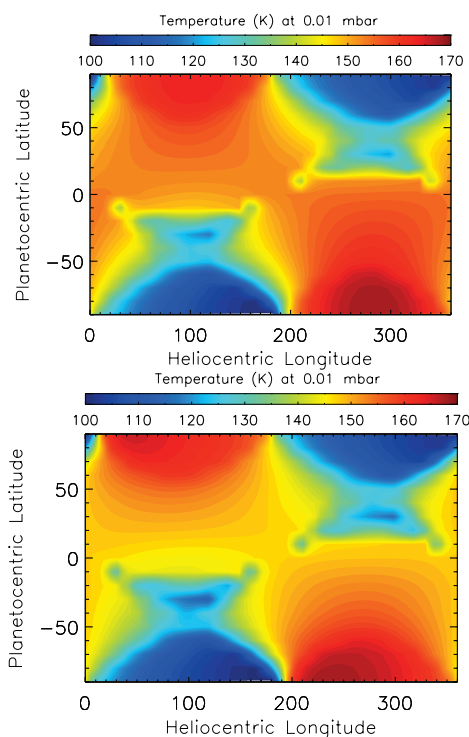 Temperature (K) at 0.01 mbar
100 110 120 130 140 150 160 170
50
0
−50
Planetocentric Latitude
0 100 200 300
Heliocentric Longitude
Temperature (K) at 0.01 mbar
100 110 120 130 140 150 160 170
50
0
−50
Planetocentric Latitude
0 100 200 300
Heliocentric Longitude